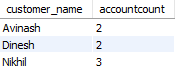 customer_name accountcount
Avinash 2
Dinesh 2
Nikhil 3